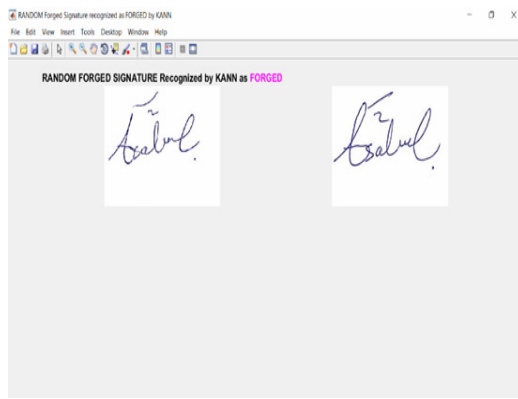 RANDOM Forged Signature recognized as FORGED by KANN
File Edit View Insert Tools Desktop Window Help
RANDOM FORGED SIGNATURE Recognized by KANN as FORGED